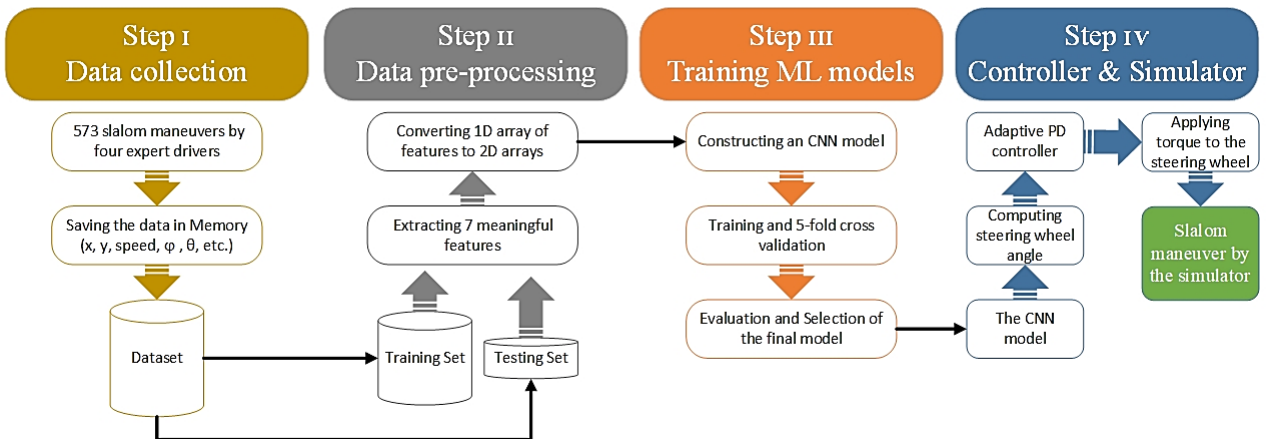 Step I
Data collection
573 slalom maneuvers by
four expert drivers
Saving the data in Memory
(x, y, speed, φ , θ, etc.)
Dataset
Step II
Data pre-processing
Converting 1D array of
features to 2D arrays
Extracting 7 meaningful
features
Training Set
Testing Set
Step III
Training ML models
Constructing an CNN model
Training and 5-fold cross
validation
Evaluation and Selection of
the final model
Step IV
Controller & Simulator
Adaptive PD
controller
Applying
torque to the
steering wheel
Computing
steering wheel
angle
Slalom
maneuver by
the simulator
The CNN
model